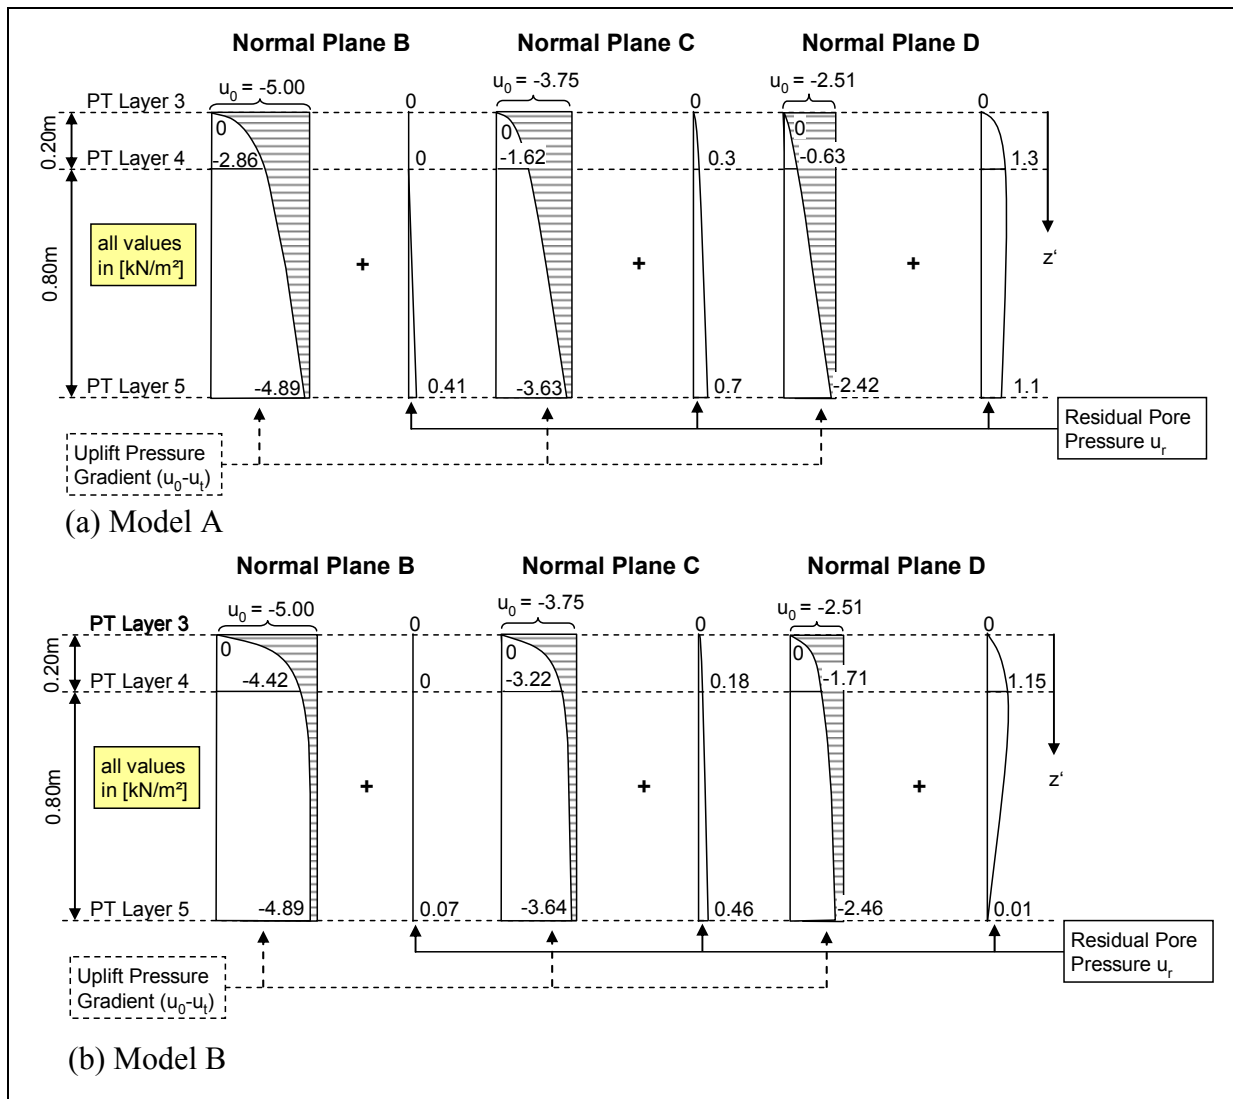 Normal Plane B Normal Plane C Normal Plane D
u0 = -5.00 u0 = -3.75 u0 = -2.51
PT Layer 3 0 0 0
0 0 0
0.20m
PT Layer 4 -2.86 0 -1.62 0.3 -0.63 1.3
all values
in [kN/m²]
0.80m
+ + +
z‘
PT Layer 5 -4.89 0.41 -3.63 0.7 -2.42 1.1
Residual Pore
Pressure ur
Uplift Pressure
Gradient (u0-ut)
(a) Model A
Normal Plane B Normal Plane C Normal Plane D
u0 = -5.00 u0 = -3.75 u0 = -2.51
PT Layer 3 0 0 0
0 0 0
0.20m
PT Layer 4 -4.42 0 -3.22 0.18 -1.71 1.15
all values
in [kN/m²]
0.80m
+ + +
z‘
PT Layer 5 -4.89 0.07 -3.64 0.46 -2.46 0.01
Residual Pore
Pressure ur
Uplift Pressure
Gradient (u0-ut)
(b) Model B